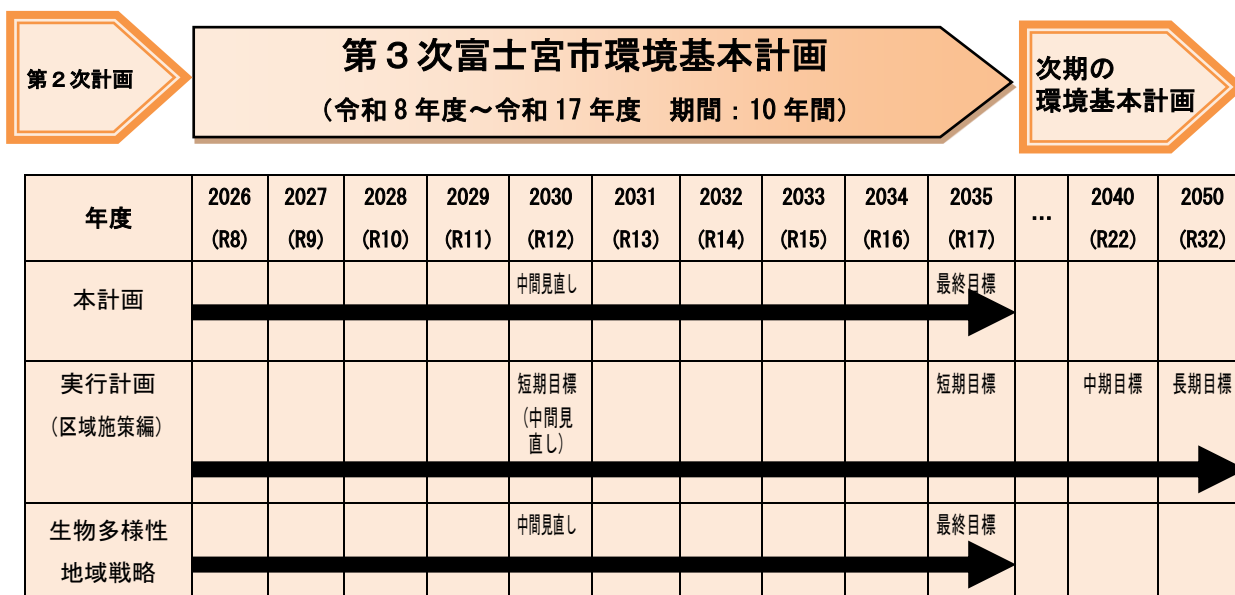 第２次計画
第３次富士宮市環境基本計画
（令和８年度～令和17年度　期間：10年間）
次期の
環境基本計画
年度 2026 2027 2028 2029 2030 2031 2032 2033 2034 2035 … 2040 2050
(R8) (R9) (R10) (R11) (R12) (R13) (R14) (R15) (R16) (R17) (R22) (R32)
本計画 中間見直し 最終目標
実行計画 短期目標 短期目標 中期目標 長期目標
（区域施策編） （中間見
直し）
生物多様性 中間見直し 最終目標
地域戦略